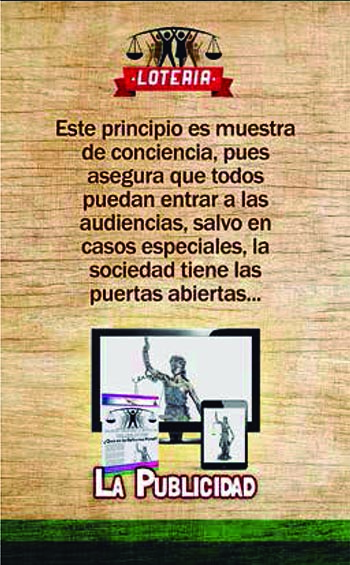 LOTERIA
Este principio es muestra
de conciencia, pues
asegura que todos
puedan entrar a las
audiencias, salvo en
casos especiales, la
sociedad tiene las
puertas abiertas...
LA PUBLICIDAD